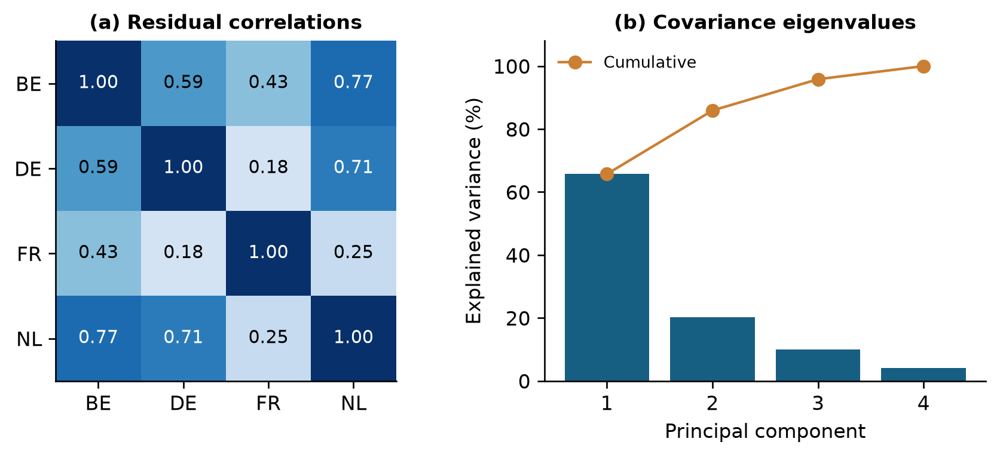 (a) Residual correlations
BE 1.00 0.59 0.43 0.77
DE 0.59 1.00 0.18 0.71
FR 0.43 0.18 1.00 0.25
NL 0.77 0.71 0.25 1.00
BE DE FR NL
(b) Covariance eigenvalues
Cumulative
Explained variance (%)
100
80
60
40
20
0
1 2 3 4
Principal component